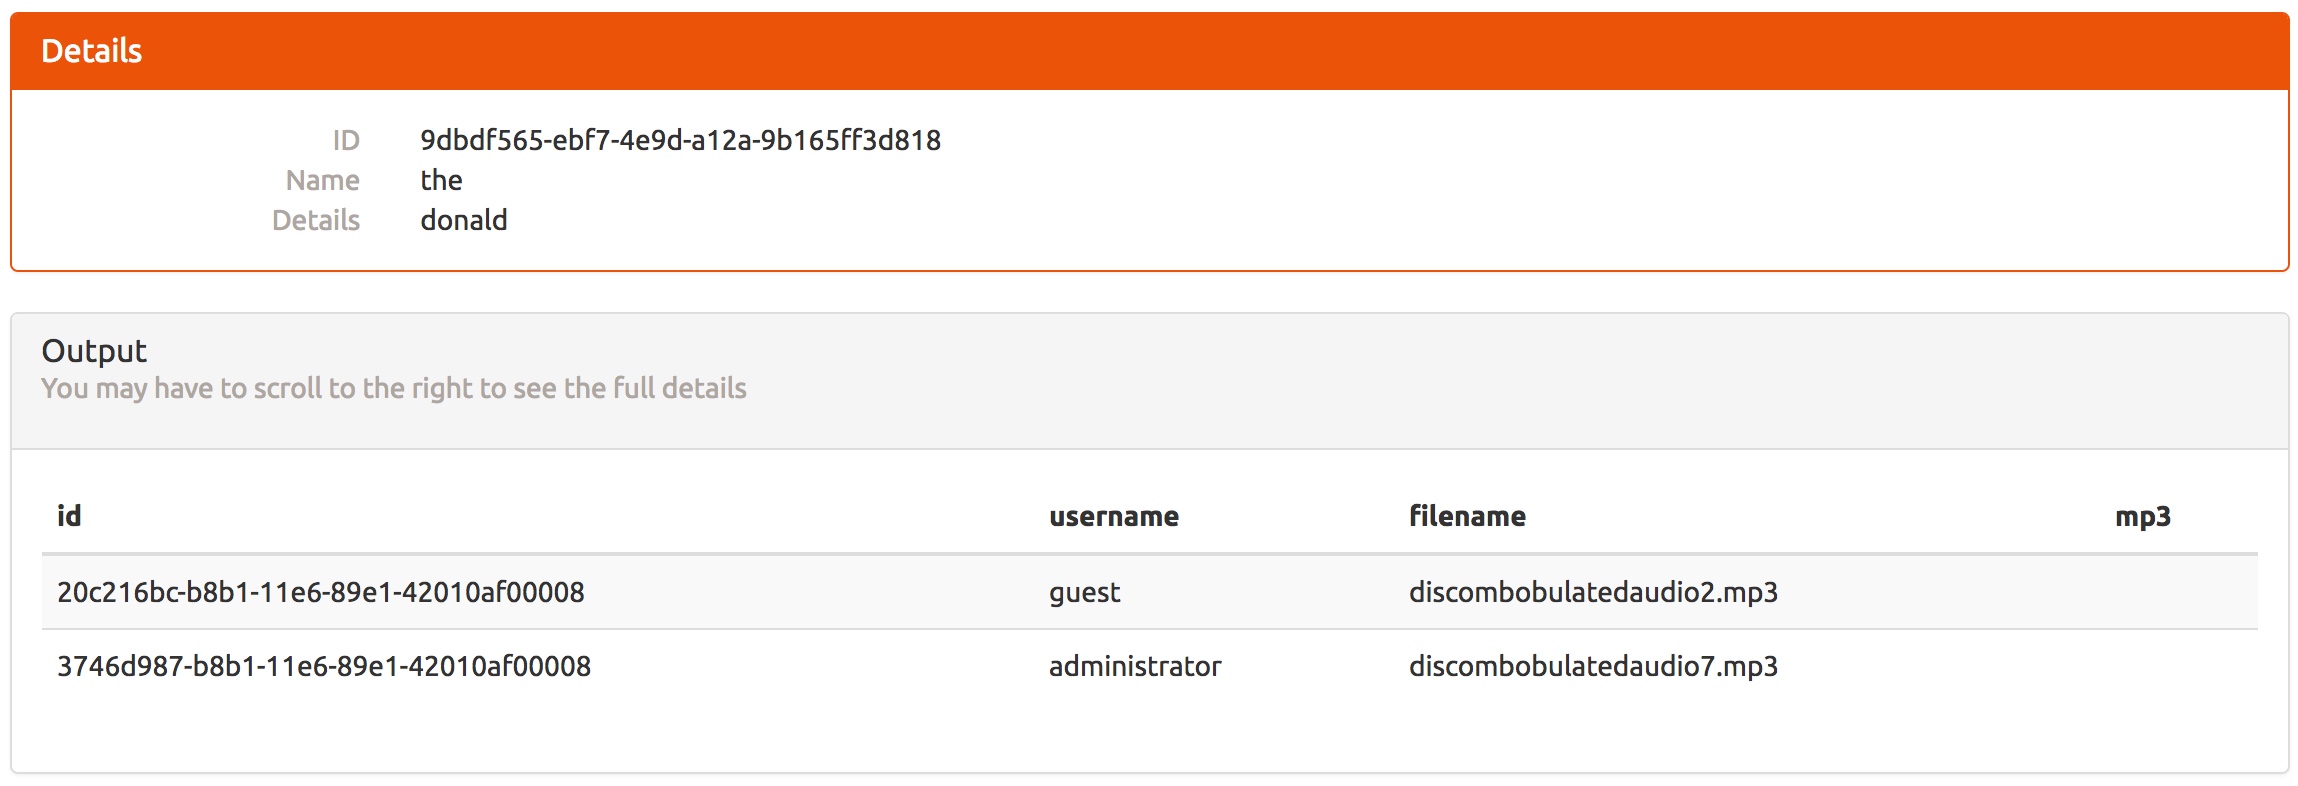 Details
ID 9dbdf565-ebf7-4e9d-a12a-9b165ff3d818
Name the
Details donald
Output
You may have to scroll to the right to see the full details
id username filename mp3
20c216bc-b8b1-11e6-89e1-42010af00008 guest discombobulatedaudio2.mp3
3746d987-b8b1-11e6-89e1-42010af00008 administrator discombobulatedaudio7.mp3